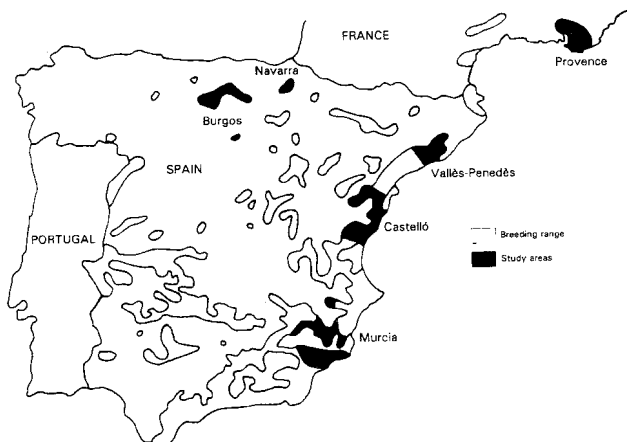 FRANCE
Provence
Navarra
Burgos
SPAIN
Vallès-Penedès
PORTUGAL
Castelló
Breeding range
Study areas
Murcia